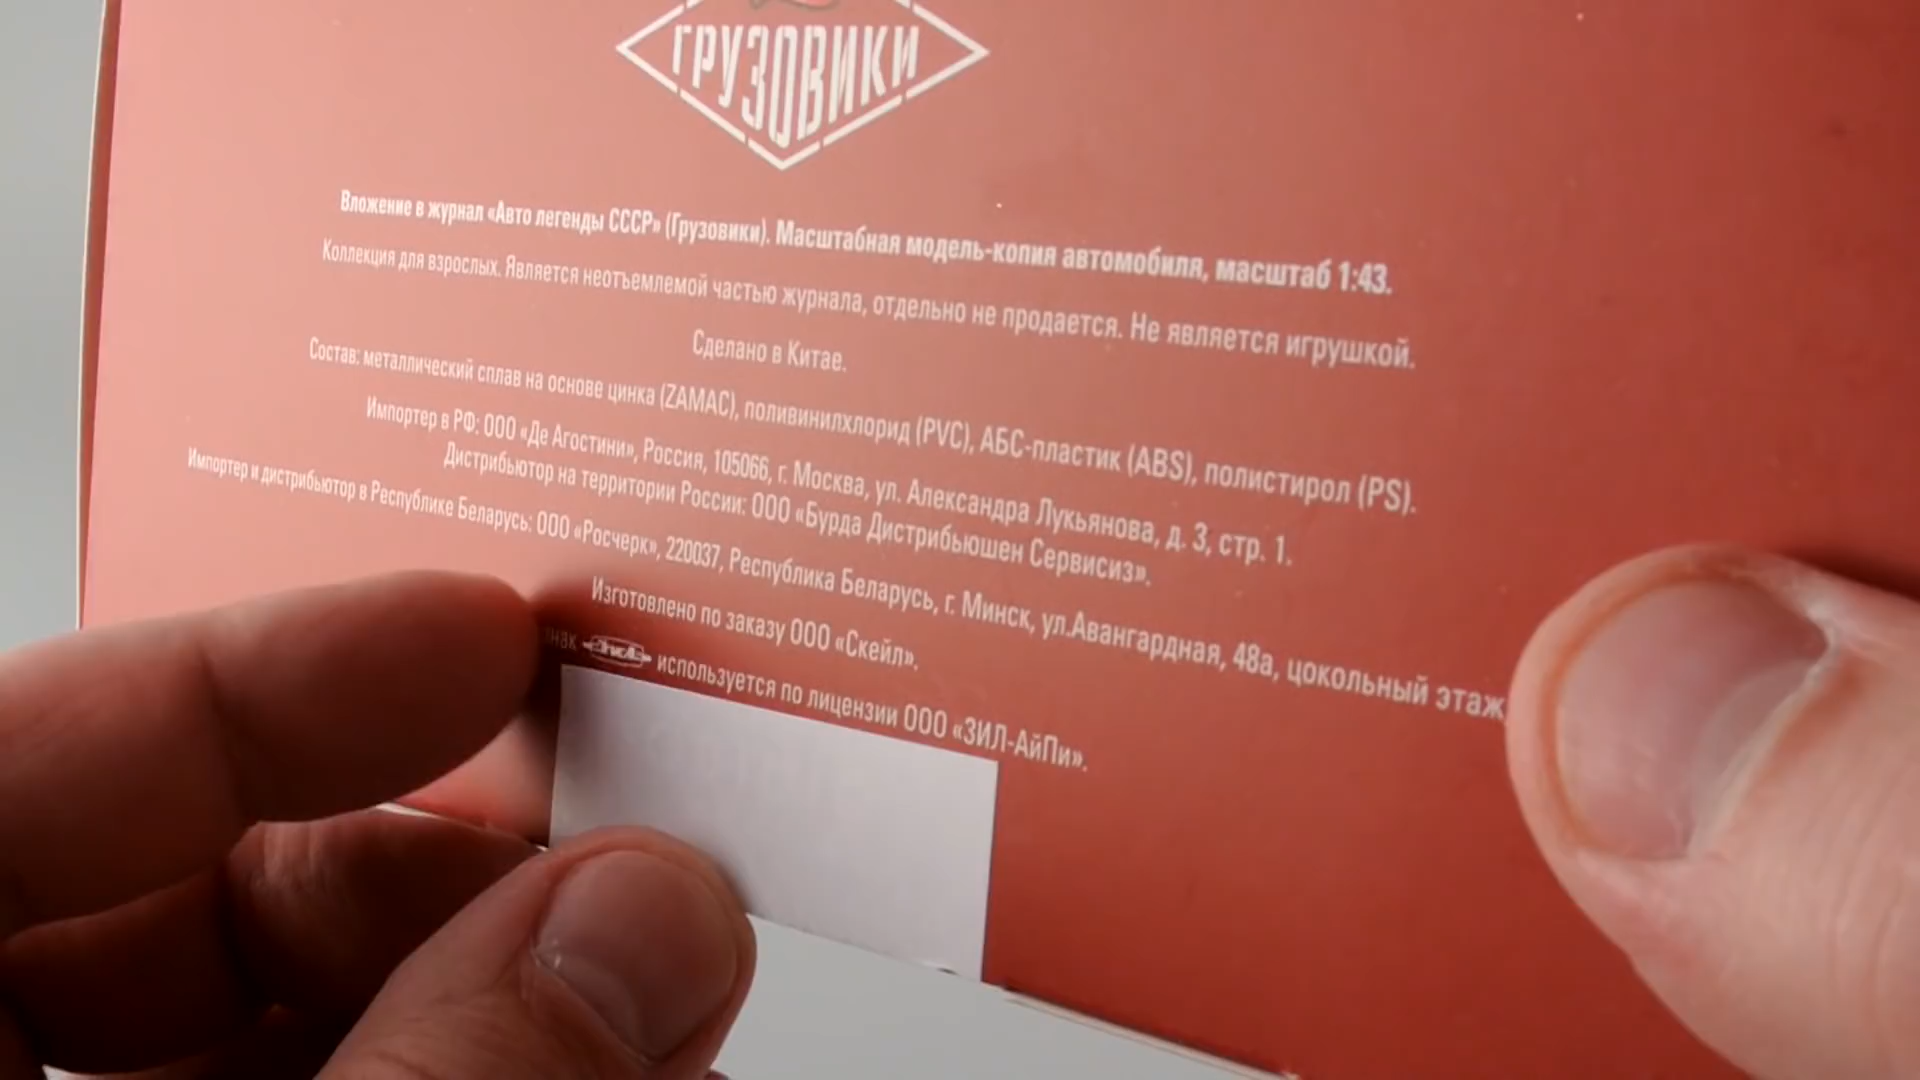 ГРУЗОВИКИ
Вложение в журнал «Авто легенды СССР» (Грузовики). Масштабная модель-копия автомобиля, масштаб 1:43.
Коллекция для взрослых. Является неотъемлемой частью журнала, отдельно не продается. Не является игрушкой.
Сделано в Китае.
Состав: металлический сплав на основе цинка (ZAMAC), поливинилхлорид (PVC), АБС-пластик (ABS), полистирол (PS).
Импортер в РФ: ООО «Де Агостини», Россия, 105066, г. Москва, ул. Александра Лукьянова, д. 3, стр. 1.
Дистрибьютор на территории России: ООО «Бурда Дистрибьюшен Сервисиз».
Импортер и дистрибьютор в Республике Беларусь: ООО «Росчерк», 220037, Республика Беларусь, г. Минск, ул.Авангардная, 48а, цокольный этаж
Изготовлено по заказу ООО «Скейл».
знак ЗИЛ используется по лицензии ООО «ЗИЛ-АйПи».